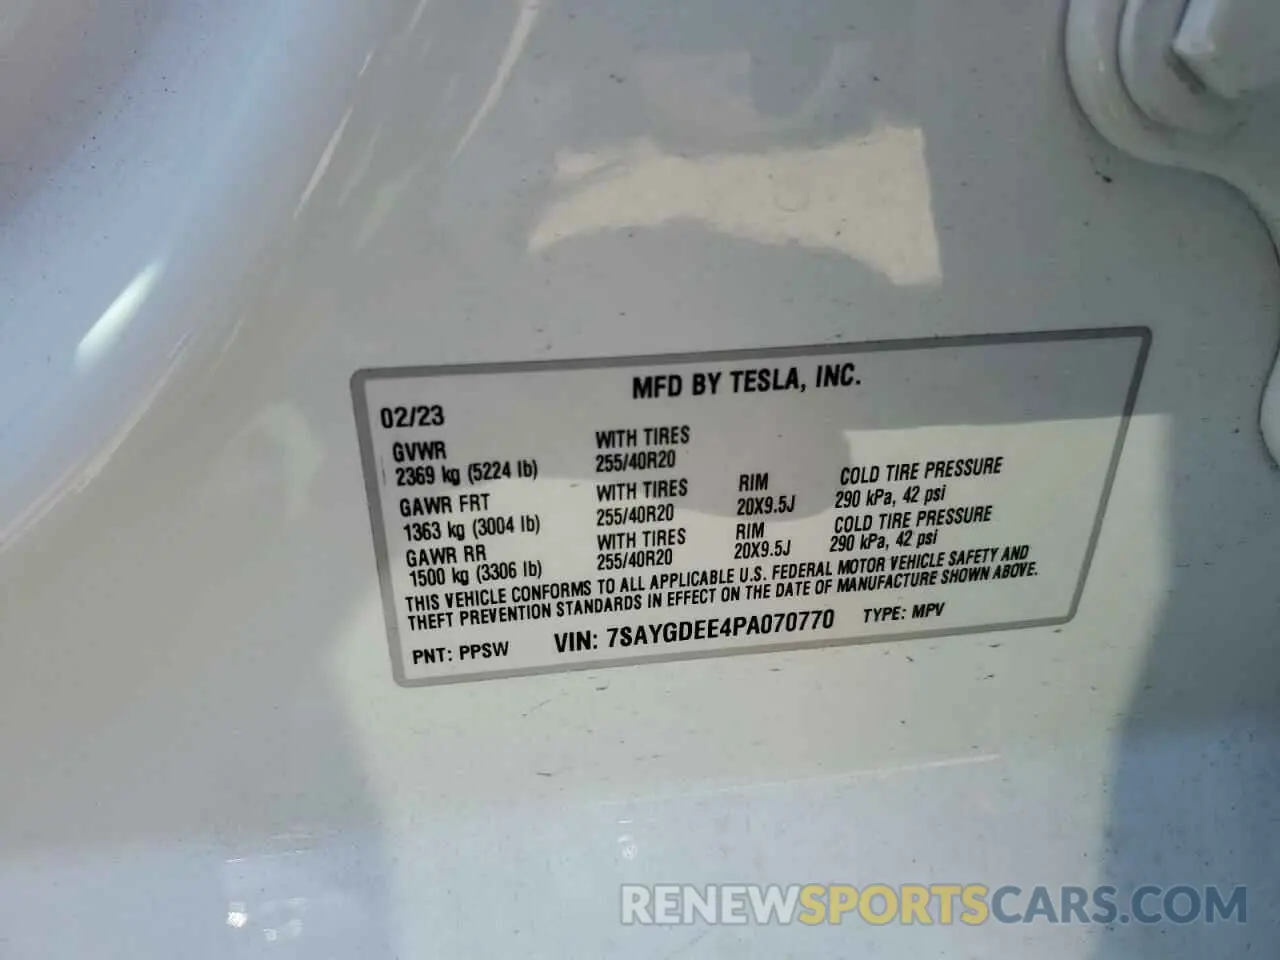 MFD BY TESLA, INC.
02/23
GVWR WITH TIRES
2369 kg (5224 lb) 255/40R20
GAWR FRT WITH TIRES RIM COLD TIRE PRESSURE
1363 kg (3004 lb) 255/40R20 20X9.5J 290 kPa, 42 psi
GAWR RR WITH TIRES RIM COLD TIRE PRESSURE
1500 kg (3306 lb) 255/40R20 20X9.5J 290 kPa, 42 psi
THIS VEHICLE CONFORMS TO ALL APPLICABLE U.S. FEDERAL MOTOR VEHICLE SAFETY AND
THEFT PREVENTION STANDARDS IN EFFECT ON THE DATE OF MANUFACTURE SHOWN ABOVE.
PNT: PPSW VIN: 7SAYGDEE4PA070770 TYPE: MPV
RENEWSPORTSCARS.COM